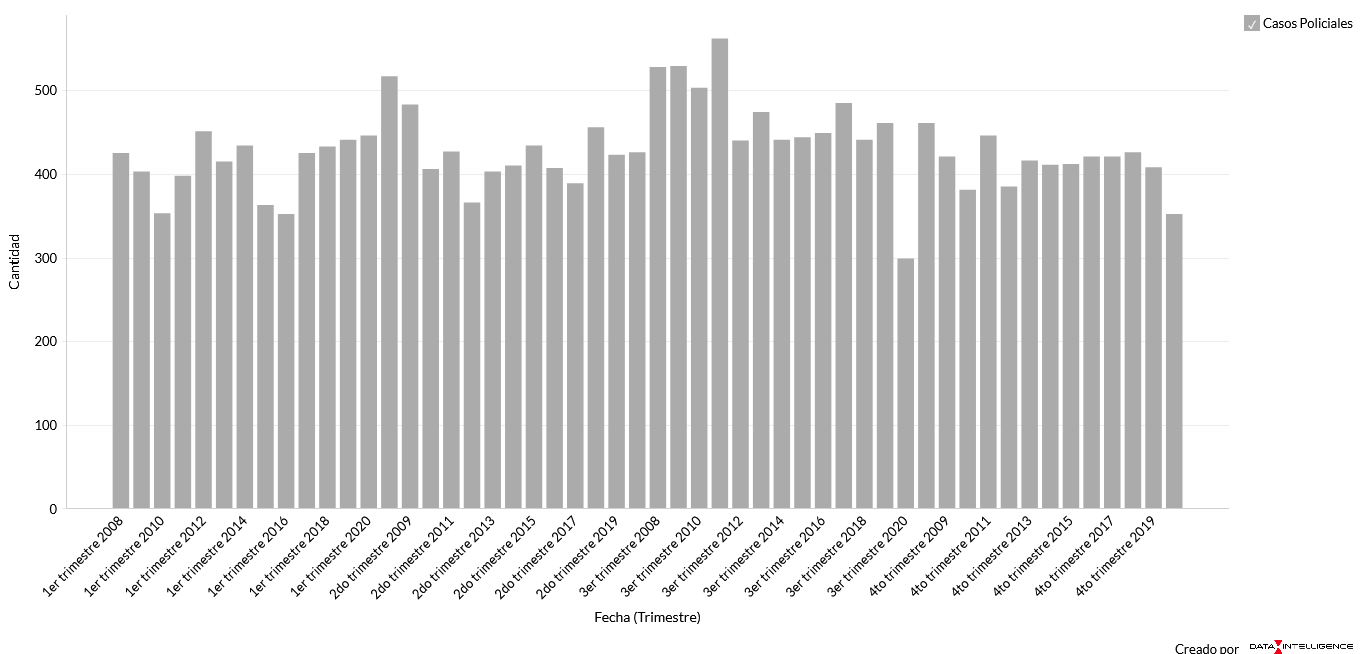 Casos Policiales
500
400
300
200
100
0
Cantidad
1er trimestre 2008
1er trimestre 2010
1er trimestre 2012
1er trimestre 2014
1er trimestre 2016
1er trimestre 2018
1er trimestre 2020
2do trimestre 2009
2do trimestre 2011
2do trimestre 2013
2do trimestre 2015
2do trimestre 2017
2do trimestre 2019
3er trimestre 2008
3er trimestre 2010
3er trimestre 2012
3er trimestre 2014
3er trimestre 2016
3er trimestre 2018
3er trimestre 2020
4to trimestre 2009
4to trimestre 2011
4to trimestre 2013
4to trimestre 2015
4to trimestre 2017
4to trimestre 2019
Fecha (Trimestre)
Creado por DATA INTELLIGENCE